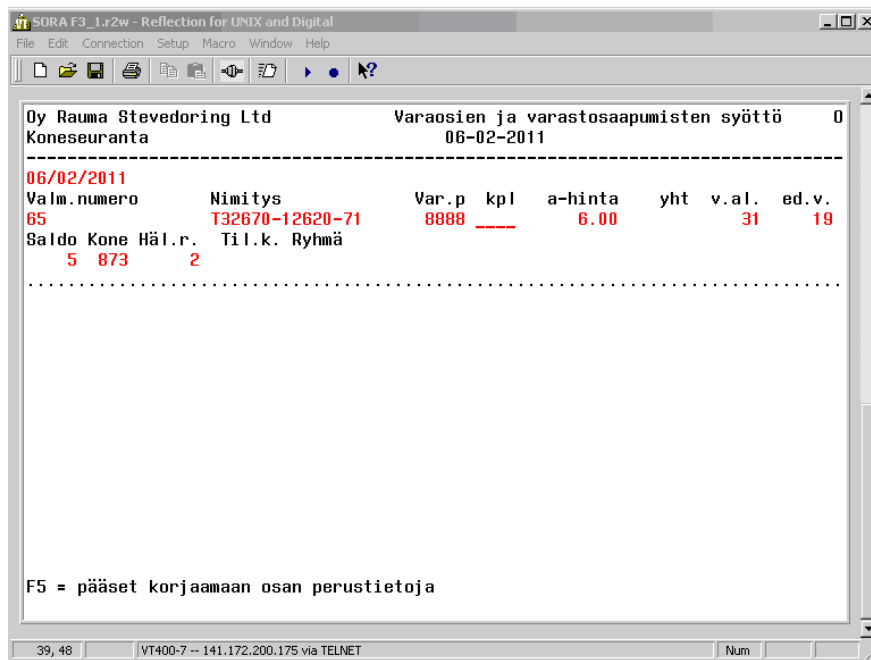 SORA F3_1.r2w - Reflection for UNIX and Digital
File Edit Connection Setup Macro Window Help
Oy Rauma Stevedoring Ltd Varaosien ja varastosaapumisten syöttö O
Koneseuranta 06-02-2011
--------------------------------------------------------------------------------
06/02/2011
Valm.numero Nimitys Var.p kpl a-hinta yht v.al. ed.v.
65 T32670-12620-71 8888 ____ 6.00 31 19
Saldo Kone Häl.r. Til.k. Ryhmä
5 873 2
................................................................................
F5 = pääset korjaamaan osan perustietoja
39, 48 VT400-7 -- 141.172.200.175 via TELNET Num